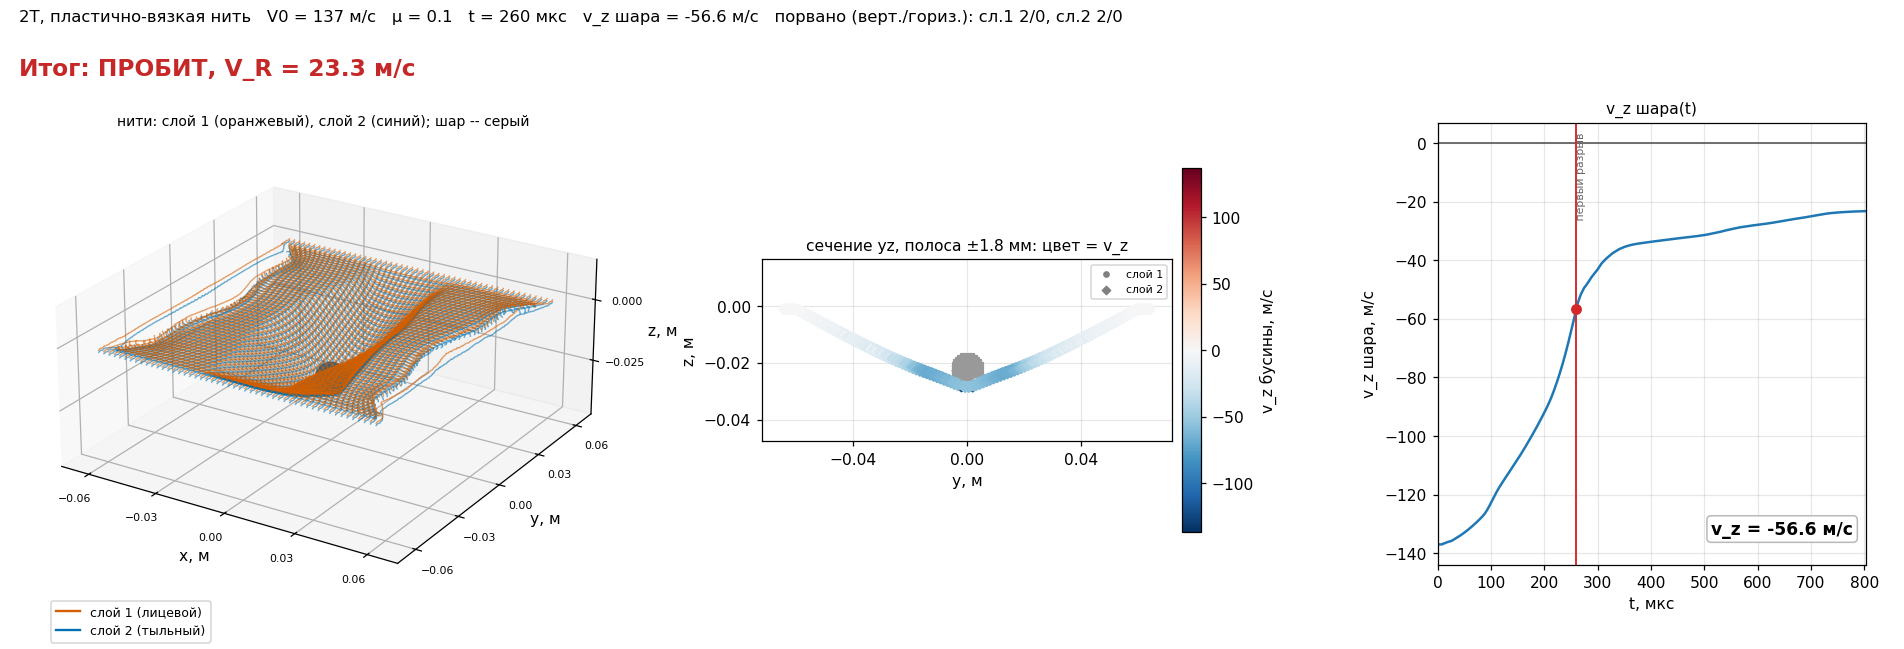 2T, пластично-вязкая нить   V0 = 137 м/с   μ = 0.1   t = 260 мкс   v_z шара = -56.6 м/с   порвано (верт./гориз.): сл.1 2/0, сл.2 2/0
Итог: ПРОБИТ, V_R = 23.3 м/с
нити: слой 1 (оранжевый), слой 2 (синий); шар -- серый
0.000
−0.025
z, м
0.06
0.03
0.00
−0.03
−0.06
y, м
−0.06
−0.03
0.00
0.03
0.06
x, м
слой 1 (лицевой)
слой 2 (тыльный)
сечение yz, полоса ±1.8 мм: цвет = v_z
слой 1
слой 2
0.00
−0.02
−0.04
z, м
−0.04
0.00
0.04
y, м
100
50
0
−50
−100
v_z бусины, м/с
v_z шара(t)
первый разрыв
0
−20
−40
−60
−80
−100
−120
−140
v_z шара, м/с
v_z = -56.6 м/с
0
100
200
300
400
500
600
700
800
t, мкс